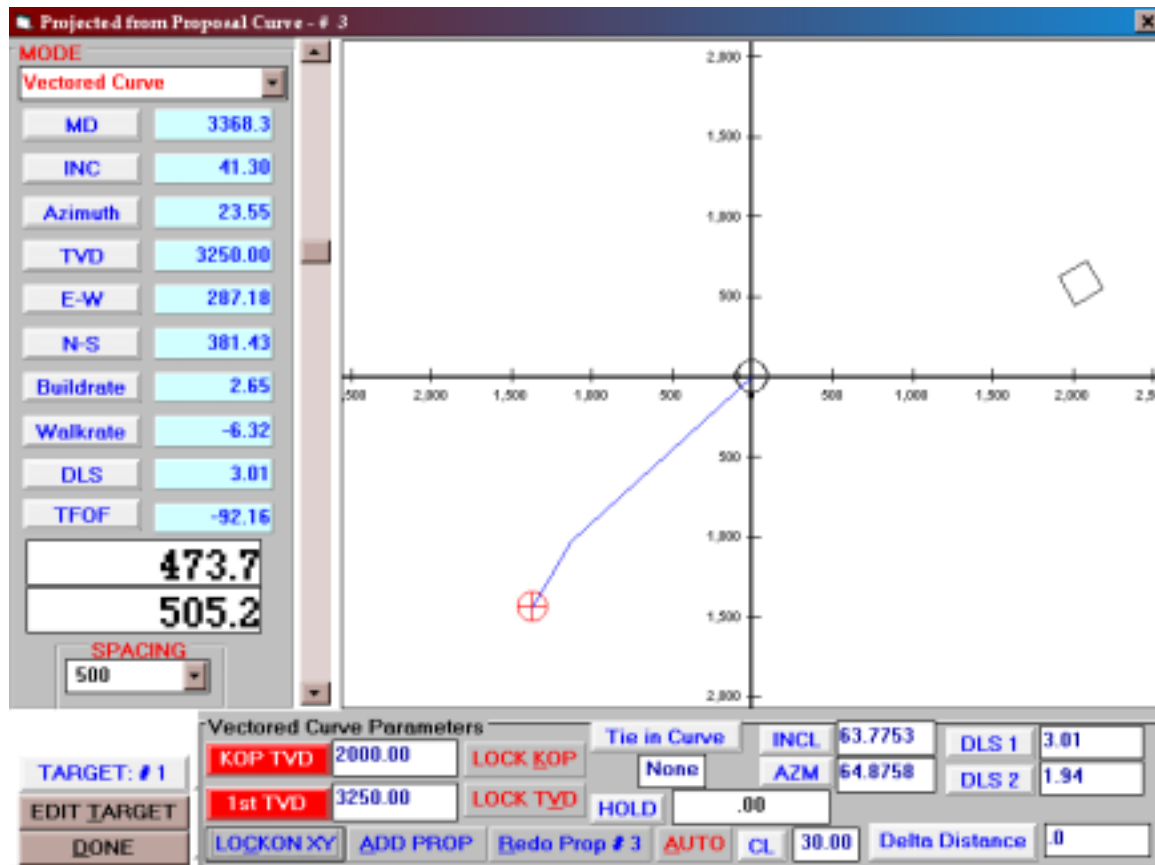 Projected from Proposal Curve - # 3
MODE
Vectored Curve
MD 3368.3
INC 41.30
Azimuth 23.55
TVD 3250.00
E-W 287.18
N-S 381.43
Buildrate 2.65
Walkrate -6.32
DLS 3.01
TFOF -92.16
473.7
505.2
SPACING
500
2,000
1,500
1,000
500
,500 2,000 1,500 1,000 500 500 1,000 1,500 2,000 2,5
500
1,000
1,500
2,000
TARGET: # 1
EDIT TARGET
DONE
Vectored Curve Parameters
KOP TVD 2000.00 LOCK KOP
1st TVD 3250.00 LOCK TVD
LOCKON XY ADD PROP Redo Prop # 3 AUTO CL 30.00 Delta Distance .0
Tie in Curve
None
HOLD .00
INCL 63.7753
AZM 64.8758
DLS 1 3.01
DLS 2 1.94